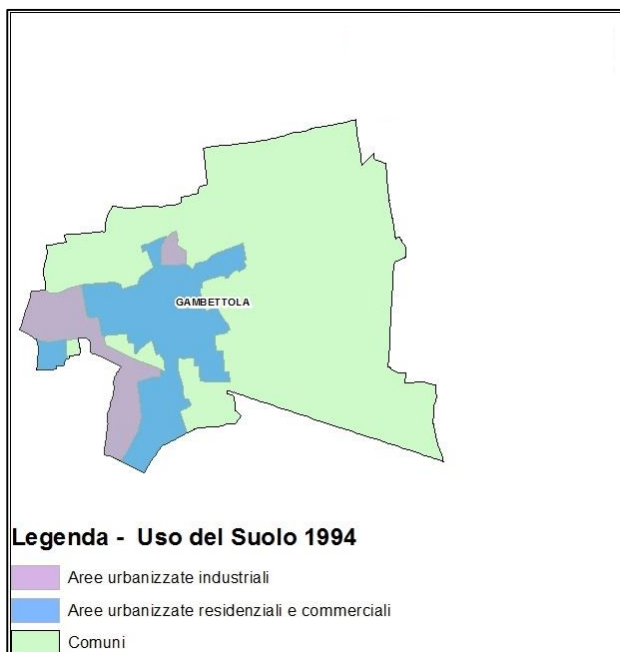 GAMBETTOLA
Legenda - Uso del Suolo 1994
Aree urbanizzate industriali
Aree urbanizzate residenziali e commerciali
Comuni